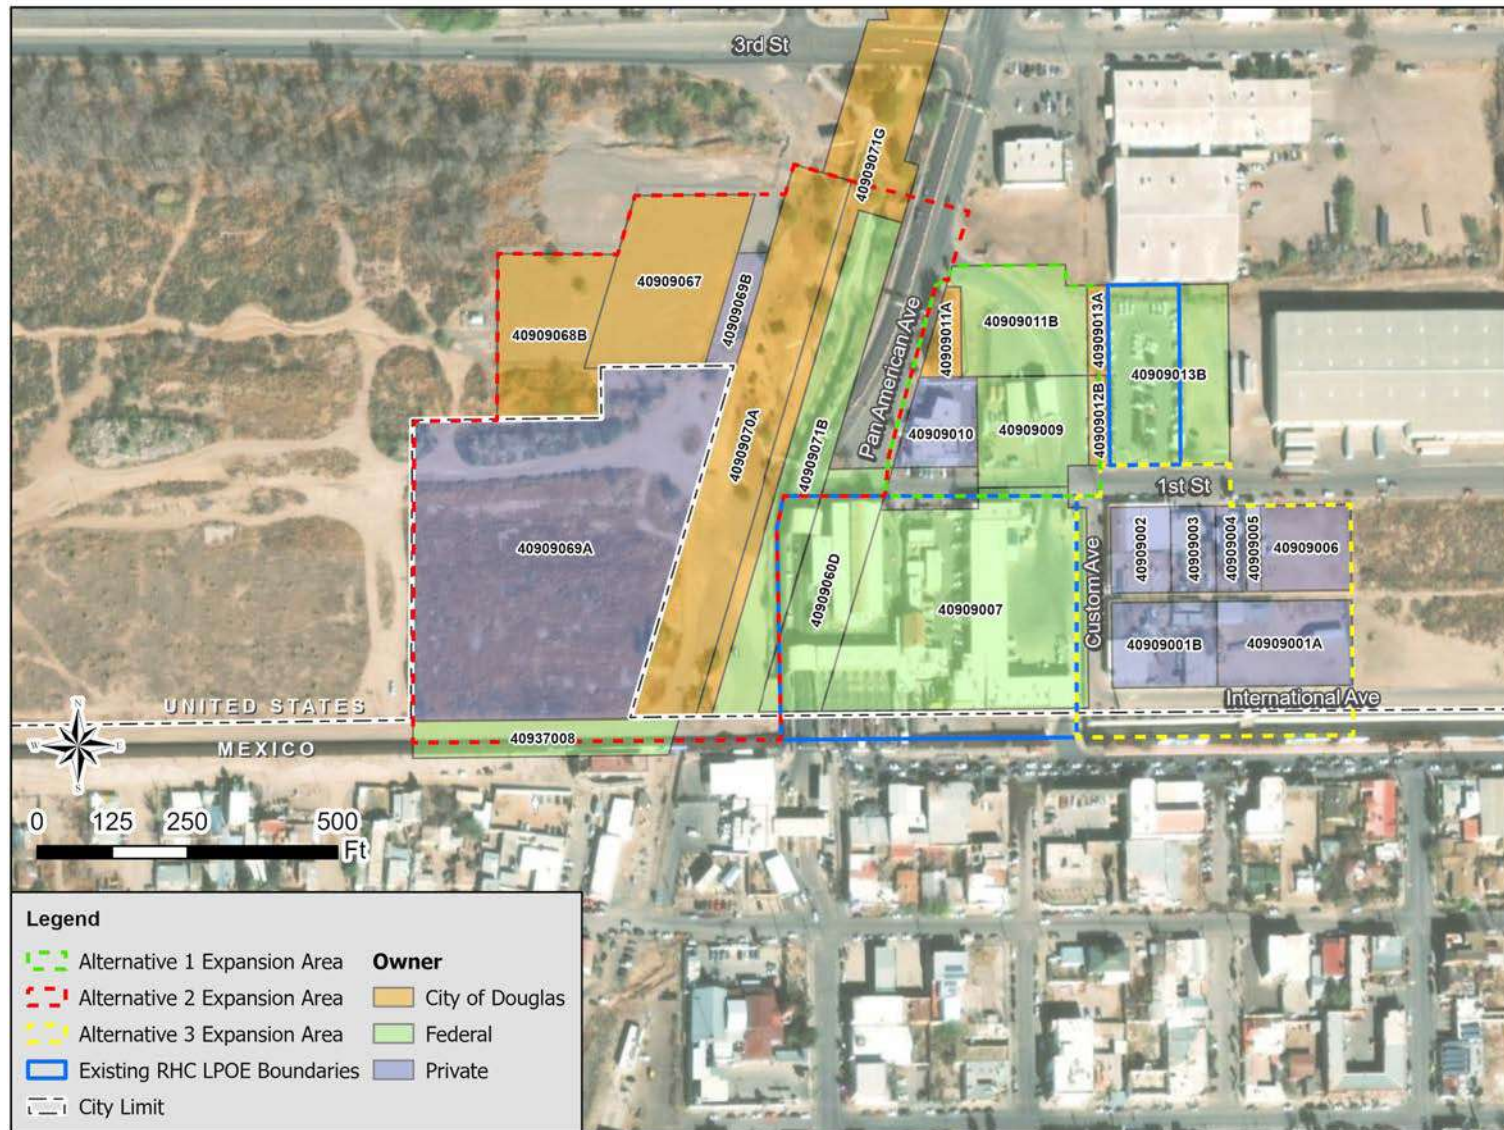 3rd St
40909071G
40909067
40909069B
40909068B
Pan American Ave
40909011A
40909011B
40909013A
40909013B
40909012B
40909070A
40909071B
40909010
40909009
1st St
40909069A
40909060D
40909007
Custom Ave
40909002
40909003
40909004
40909005
40909006
40909001B
40909001A
International Ave
UNITED STATES
MEXICO
40937008
N
W
E
S
0 125 250 500
Ft
Legend
Alternative 1 Expansion Area
Alternative 2 Expansion Area
Alternative 3 Expansion Area
Existing RHC LPOE Boundaries
City Limit
Owner
City of Douglas
Federal
Private